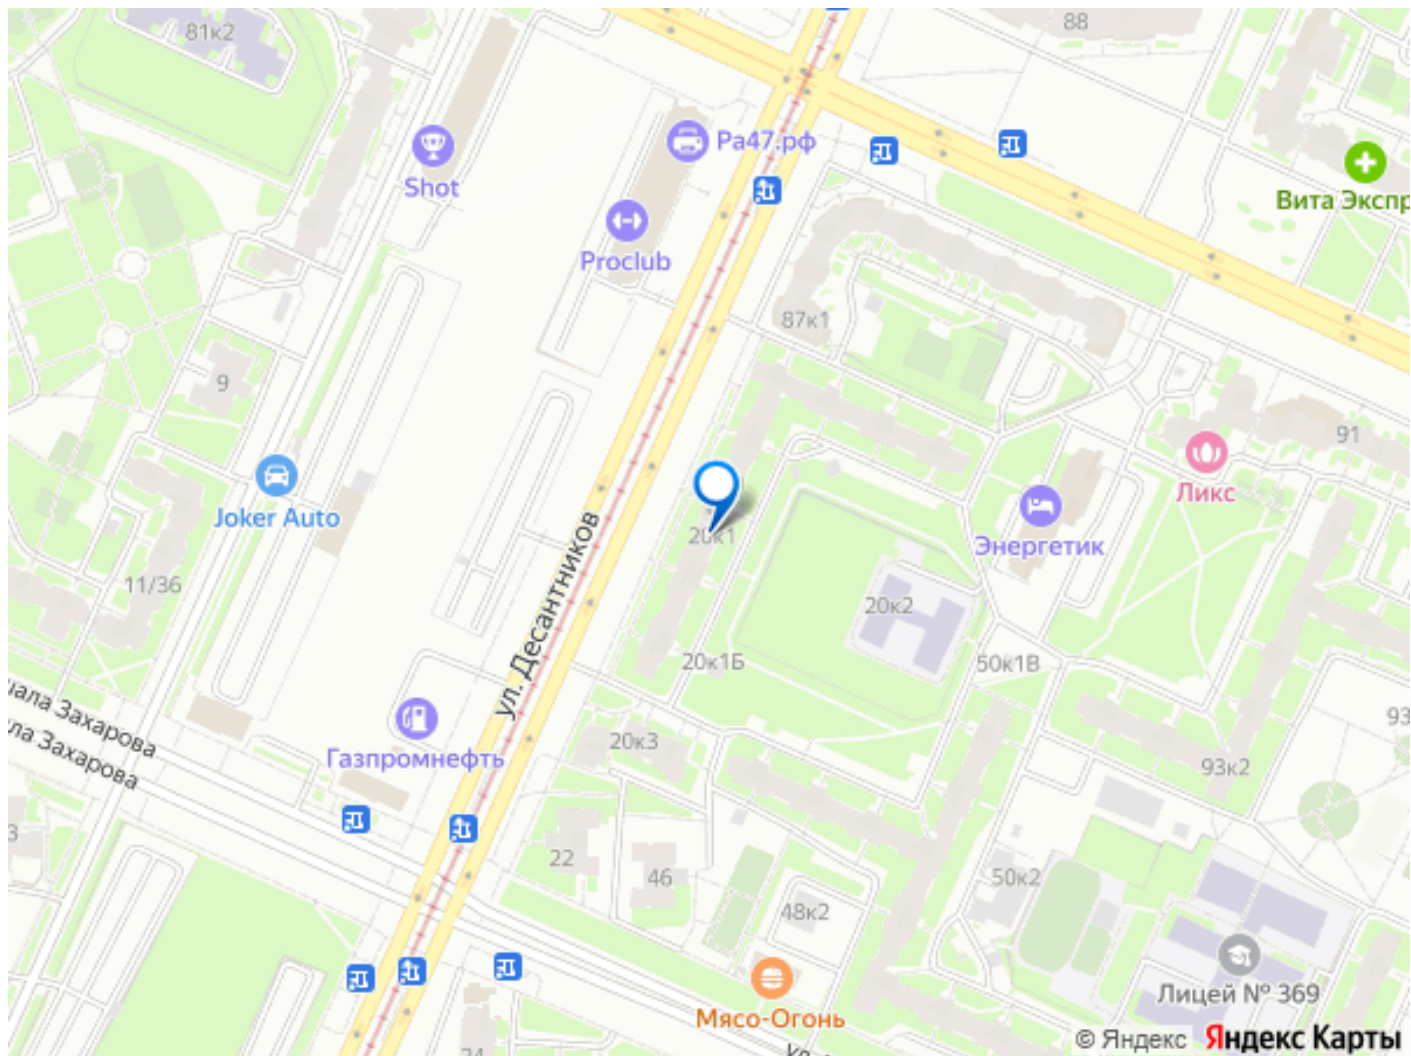 81к2
88
Ра47.рф
Shot
Вита Экспр
Proclub
87к1
9
91
Ликс
Joker Auto
20к1
Энергетик
ул. Десантников
11/36
20к2
20к1Б
50к1В
ала Захарова
ла Захарова
20к3
93
Газпромнефть
93к2
3
22
46
50к2
48к2
Лицей № 369
Мясо-Огонь
24
© Яндекс Яндекс Карты